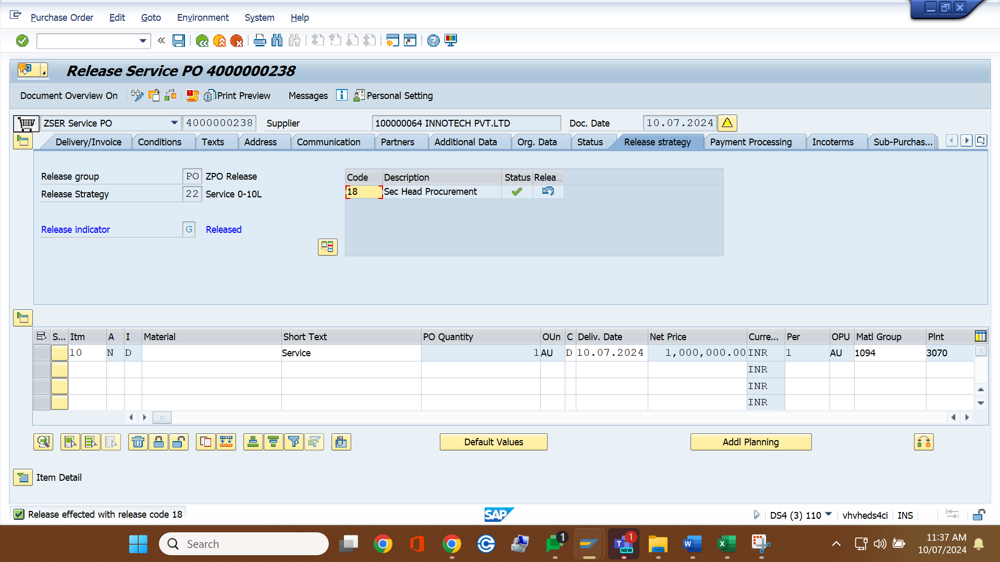 Purchase Order Edit Goto Environment System Help
Release Service PO 4000000238
Document Overview On Print Preview Messages Personal Setting
ZSER Service PO 4000000238 Supplier 100000064 INNOTECH PVT.LTD Doc. Date 10.07.2024
Delivery/Invoice Conditions Texts Address Communication Partners Additional Data Org. Data Status Release strategy Payment Processing Incoterms Sub-Purchas...
Release group PO ZPO Release
Release Strategy 22 Service 0-10L
Release indicator G Released
Code Description Status Relea...
18 Sec Head Procurement
S... Itm A I Material Short Text PO Quantity OUn C Deliv. Date Net Price Curre... Per OPU Matl Group Plnt
10 N D Service 1 AU D 10.07.2024 1,000,000.00 INR 1 AU 1094 3070
INR
INR
INR
Default Values Addl Planning
Item Detail
Release effected with release code 18 SAP DS4 (3) 110 vhvheds4ci INS
Search 1 1 NEW 11:37 AM
10/07/2024